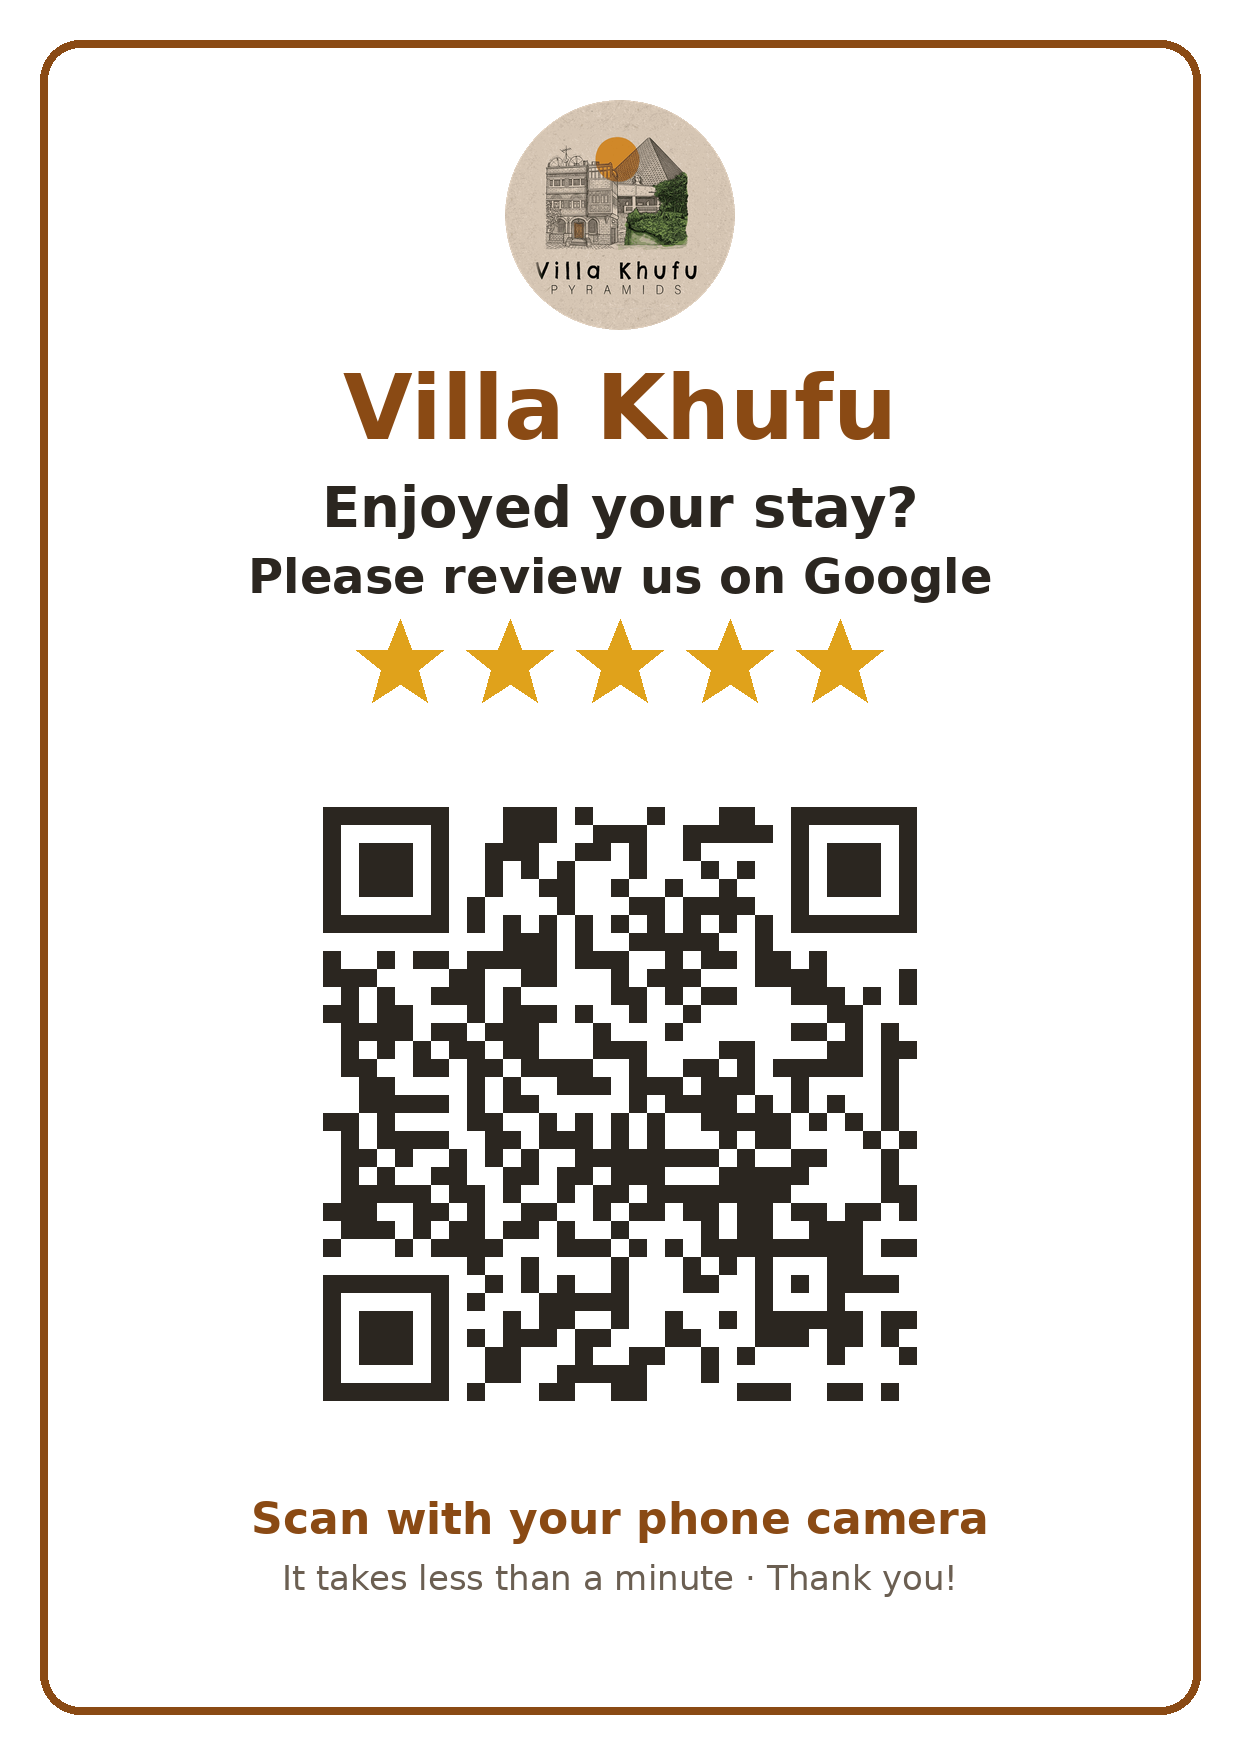 Villa Khufu
PYRAMIDS
Villa Khufu
Enjoyed your stay?
Please review us on Google
Scan with your phone camera
It takes less than a minute · Thank you!